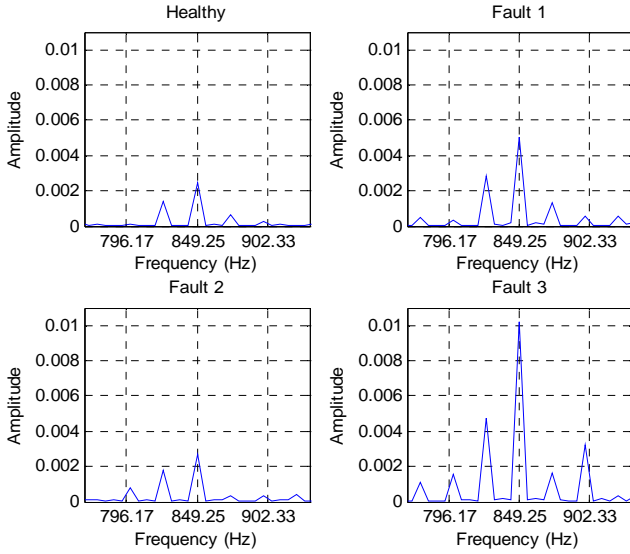 Healthy
Fault 1
0.01
0.008
0.006
0.004
0.002
0
Amplitude
796.17 849.25 902.33
Frequency (Hz)
0.01
0.008
0.006
0.004
0.002
0
Amplitude
796.17 849.25 902.33
Frequency (Hz)
Fault 2
Fault 3
0.01
0.008
0.006
0.004
0.002
0
Amplitude
796.17 849.25 902.33
Frequency (Hz)
0.01
0.008
0.006
0.004
0.002
0
Amplitude
796.17 849.25 902.33
Frequency (Hz)